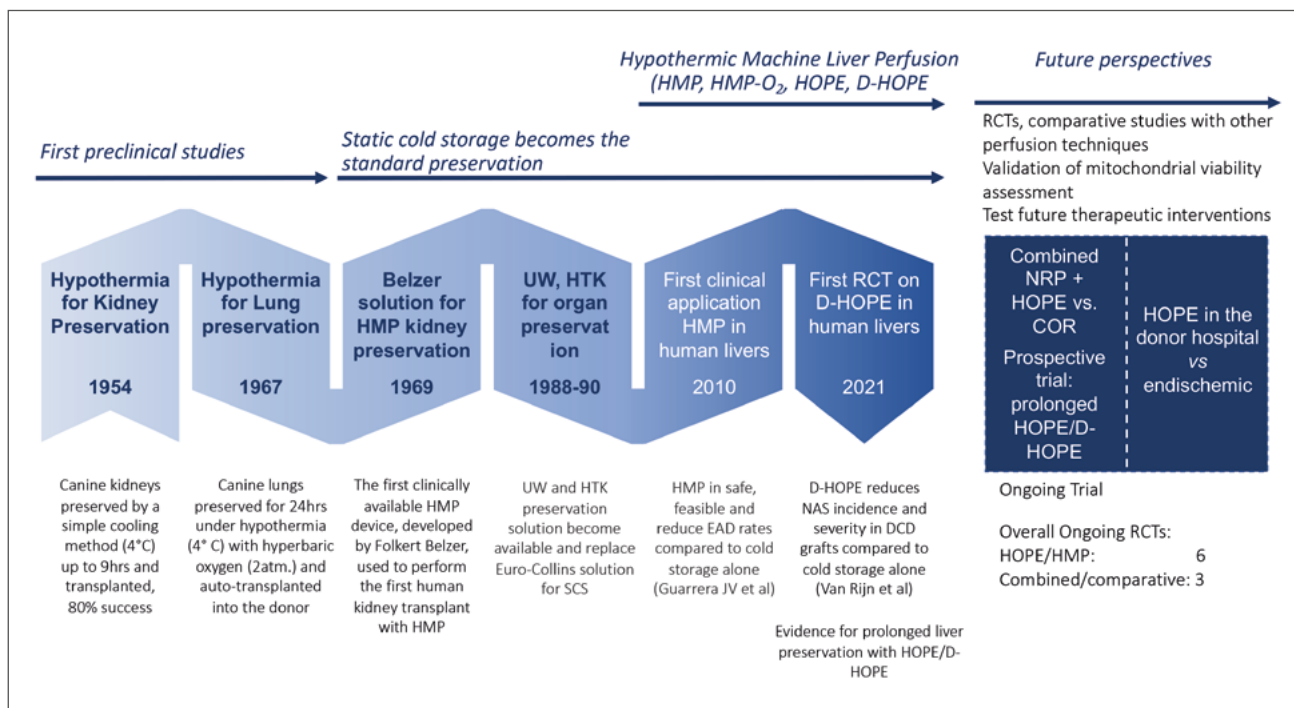 Hypothermic Machine Liver Perfusion
(HMP, HMP-O₂, HOPE, D-HOPE
Future perspectives
First preclinical studies
Static cold storage becomes the
standard preservation
RCTs, comparative studies with other
perfusion techniques
Validation of mitochondrial viability
assessment
Test future therapeutic interventions
Hypothermia
for Kidney
Preservation
1954
Hypothermia
for Lung
preservation
1967
Belzer
solution for
HMP kidney
preservation
1969
UW, HTK
for organ
preservat
ion
1988-90
First clinical
application
HMP in
human livers
2010
First RCT on
D-HOPE in
human livers
2021
Combined
NRP +
HOPE vs.
COR
Prospective
trial:
prolonged
HOPE/D-
HOPE
HOPE in the
donor hospital
vs
endischemic
Canine kidneys
preserved by a
simple cooling
method (4°C)
up to 9hrs and
transplanted,
80% success
Canine lungs
preserved for 24hrs
under hypothermia
(4° C) with hyperbaric
oxygen (2atm.) and
auto-transplanted
into the donor
The first clinically
available HMP
device, developed
by Folkert Belzer,
used to perform
the first human
kidney transplant
with HMP
UW and HTK
preservation
solution become
available and replace
Euro-Collins solution
for SCS
HMP in safe,
feasible and
reduce EAD rates
compared to cold
storage alone
(Guarrera JV et al)
D-HOPE reduces
NAS incidence and
severity in DCD
grafts compared to
cold storage alone
(Van Rijn et al)
Evidence for prolonged liver
preservation with HOPE/D-
HOPE
Ongoing Trial
Overall Ongoing RCTs:
HOPE/HMP: 6
Combined/comparative: 3